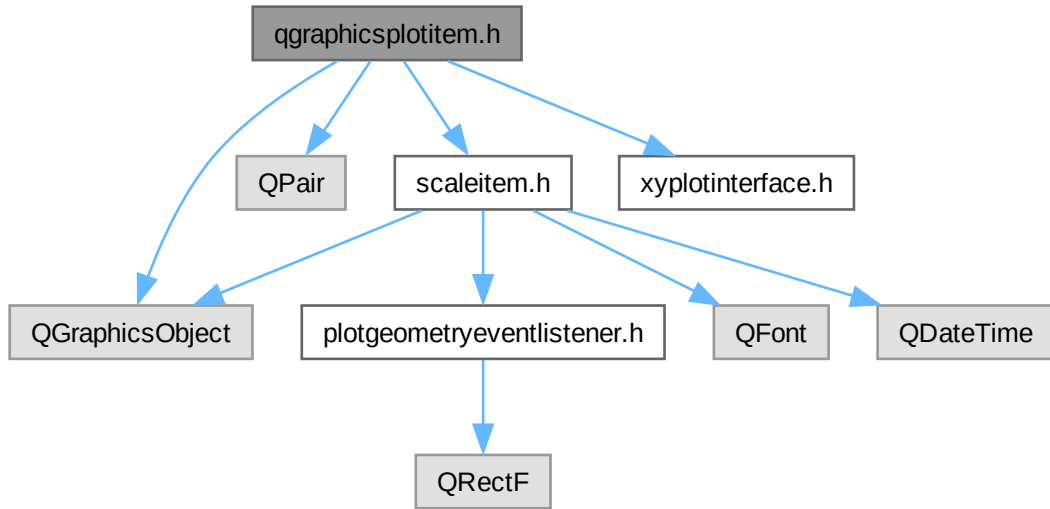 qgraphicsplotitem.h
QPair
scaleitem.h
xyplotinterface.h
QGraphicsObject
plotgeometryeventlistener.h
QFont
QDateTime
QRectF